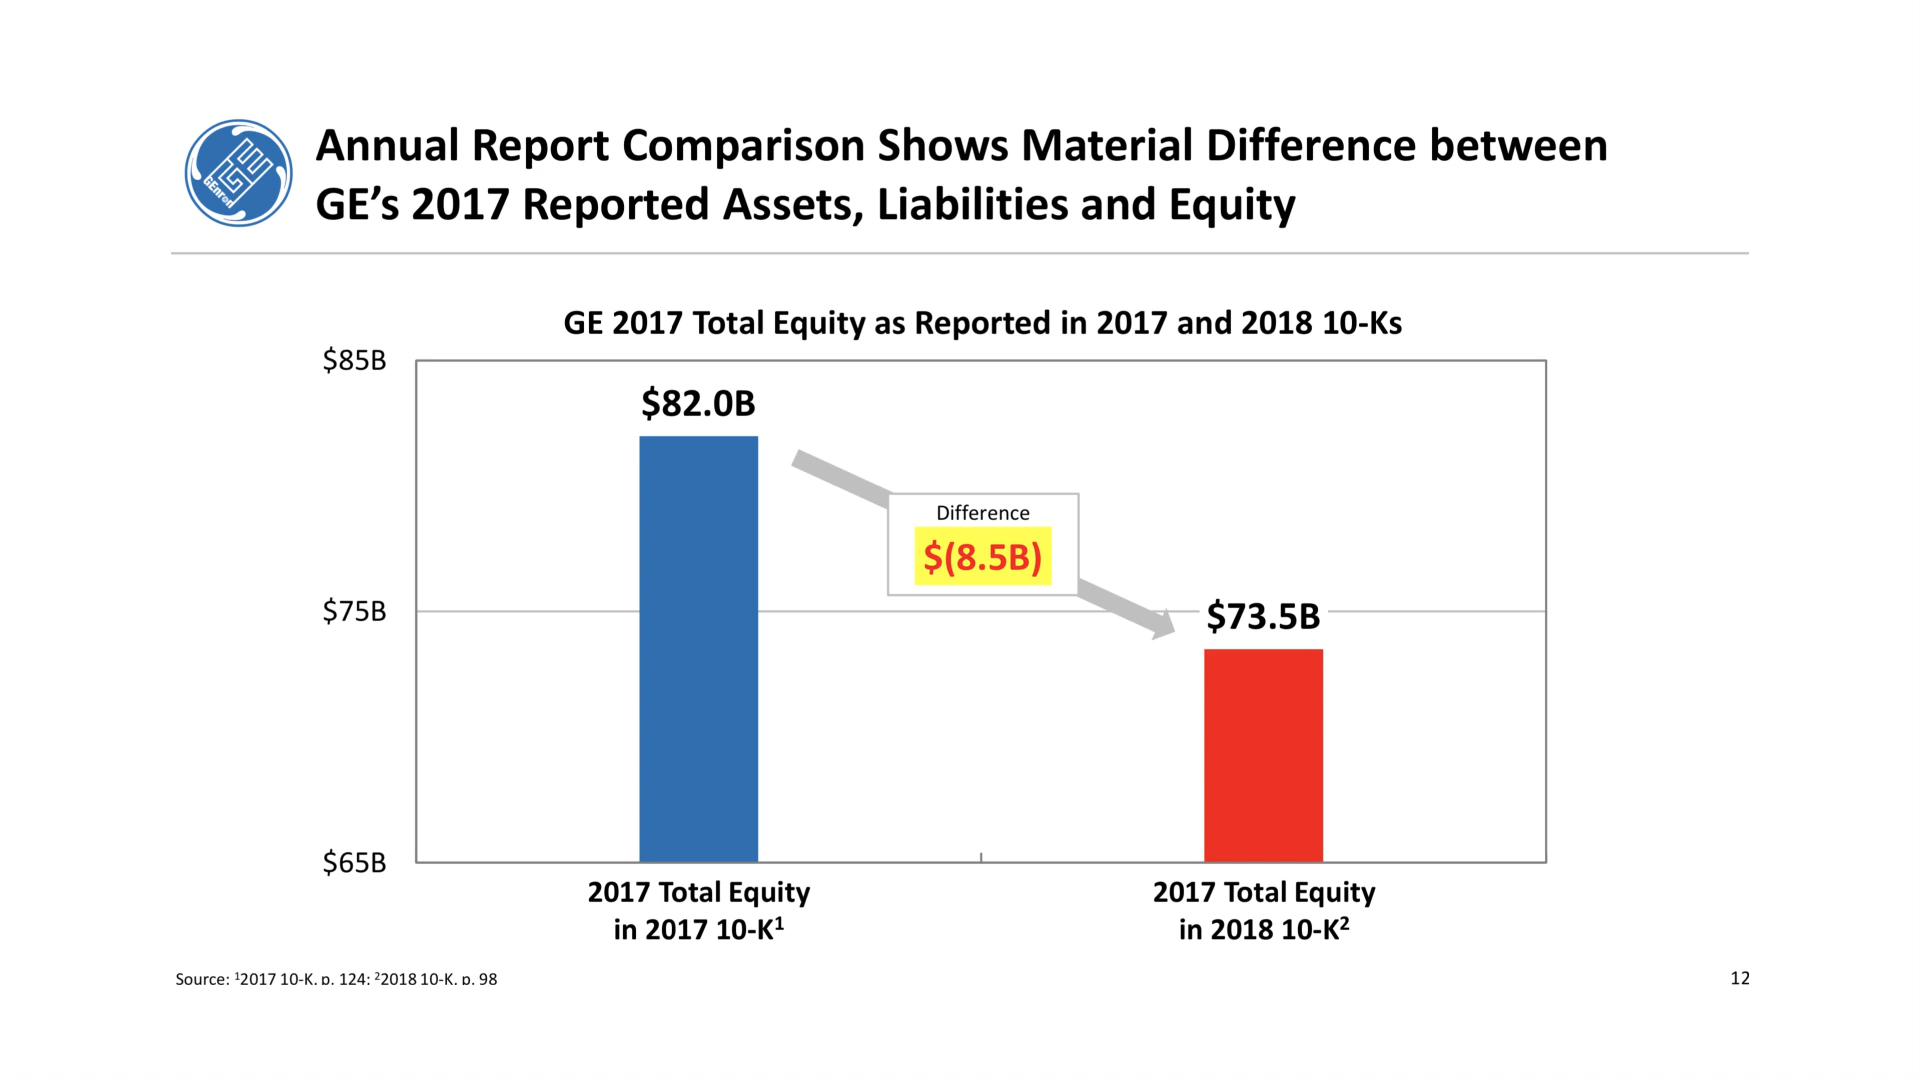 GEnron
Annual Report Comparison Shows Material Difference between
GE’s 2017 Reported Assets, Liabilities and Equity
GE 2017 Total Equity as Reported in 2017 and 2018 10-Ks
$85B
$82.0B
Difference
$(8.5B)
$75B
$73.5B
$65B
2017 Total Equity
in 2017 10-K¹
2017 Total Equity
in 2018 10-K²
Source: ¹2017 10-K, p. 124; ²2018 10-K, p. 98
12